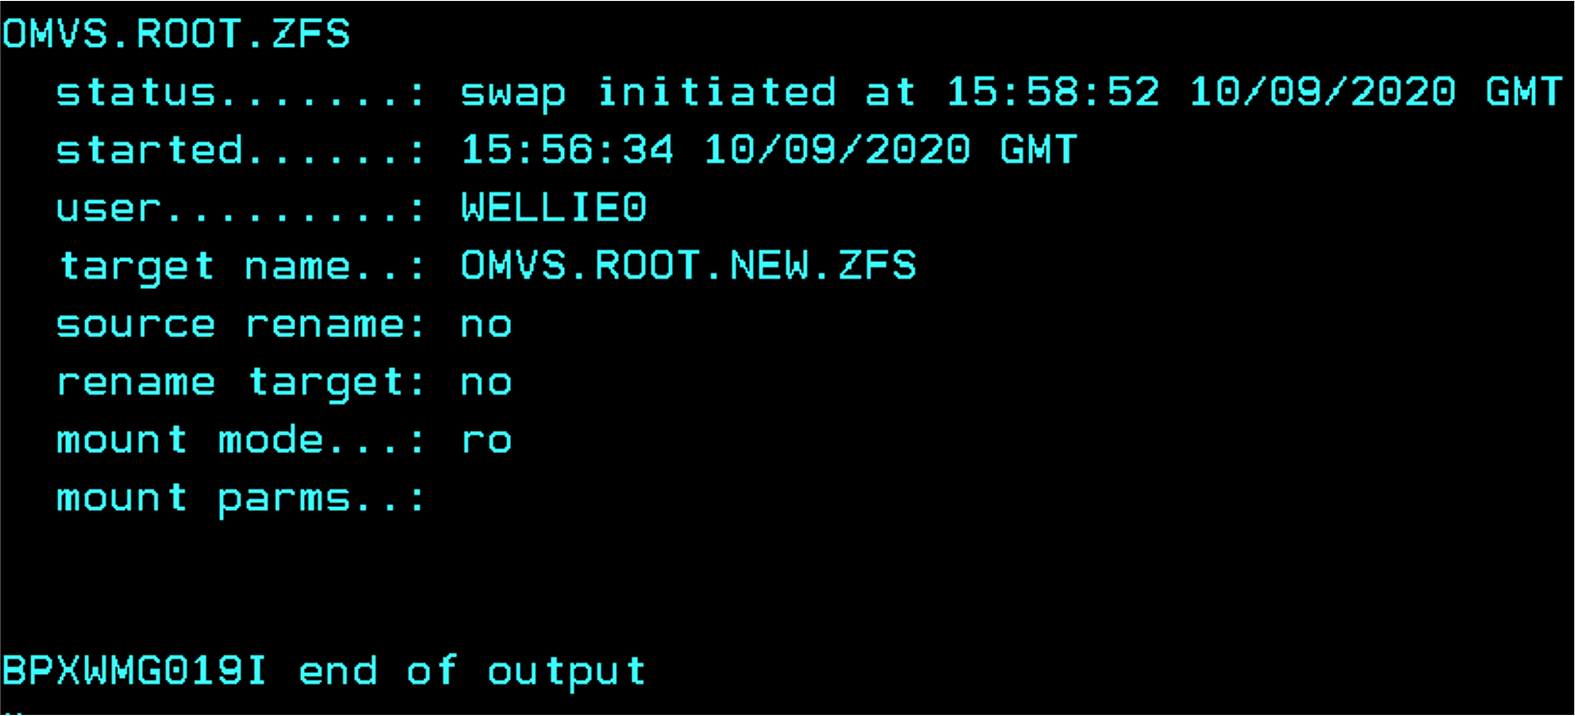 OMVS.ROOT.ZFS
status.......: swap initiated at 15:58:52 10/09/2020 GMT
started......: 15:56:34 10/09/2020 GMT
user.........: WELLIE0
target name..: OMVS.ROOT.NEW.ZFS
source rename: no
rename target: no
mount mode...: ro
mount parms..:
BPXWMG019I end of output